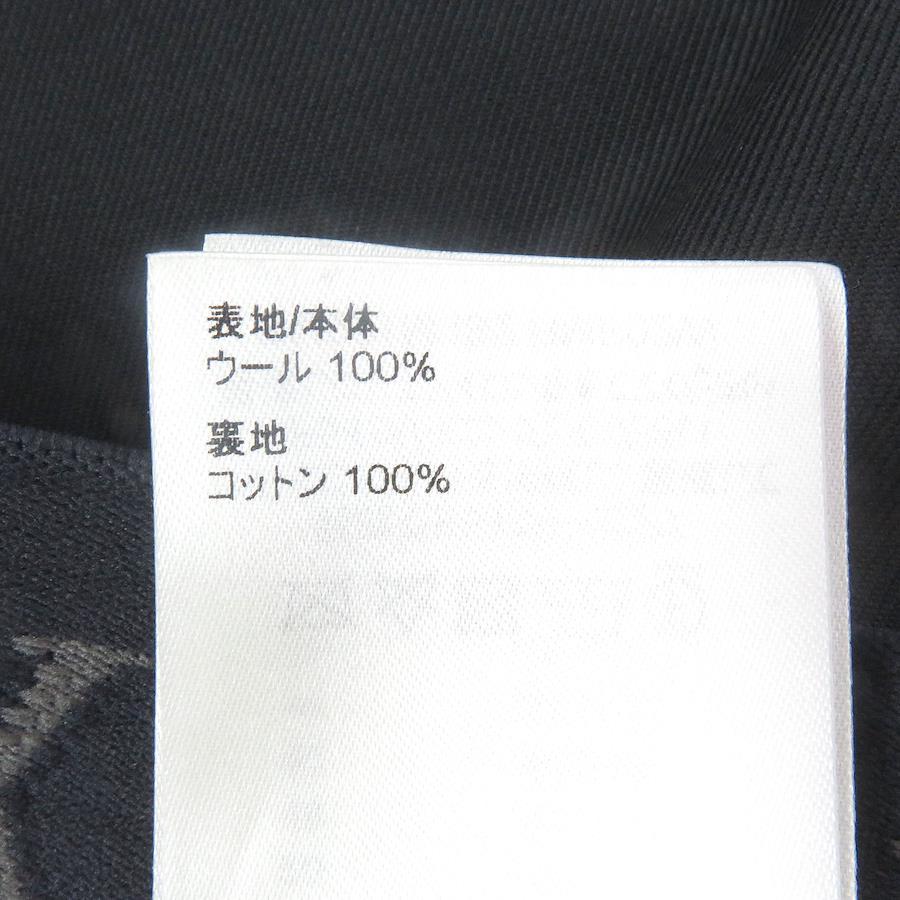 表地/本体
ウール 100%
裏地
コットン 100%